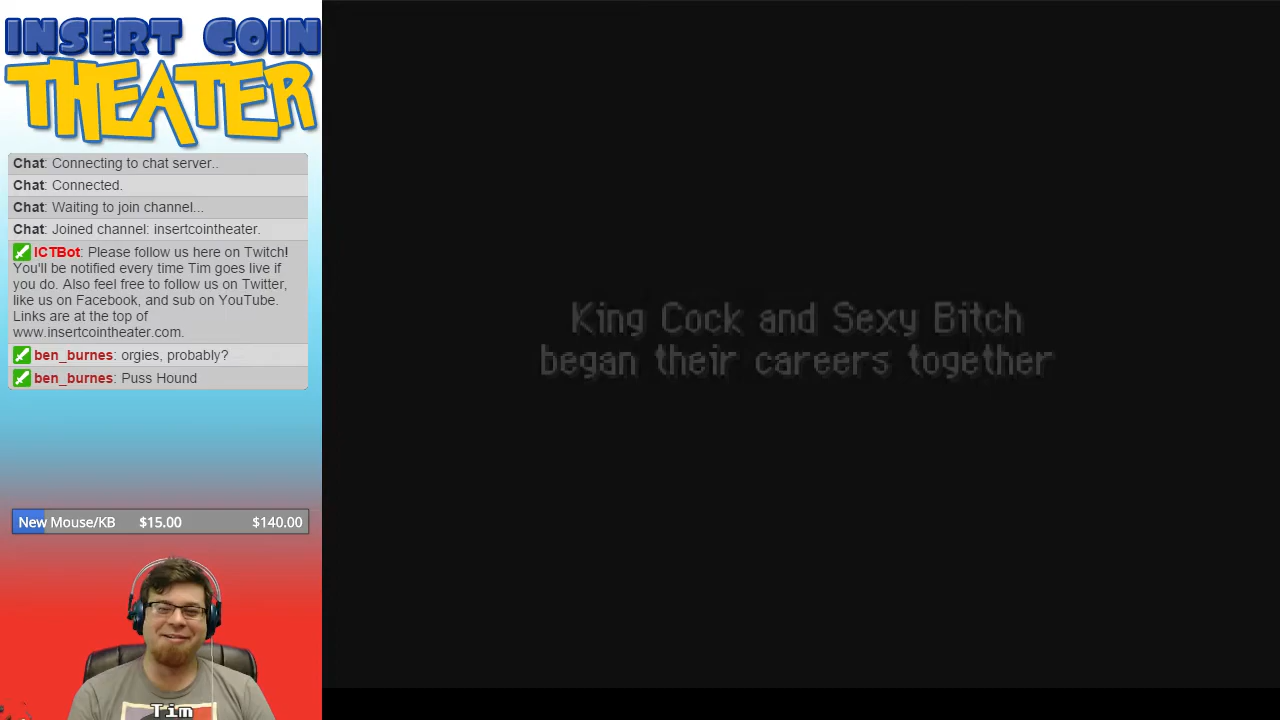 INSERT COIN
THEATER
Chat: Connecting to chat server..
Chat: Connected.
Chat: Waiting to join channel...
Chat: Joined channel: insertcointheater.
ICTBot: Please follow us here on Twitch!
You'll be notified every time Tim goes live if
you do. Also feel free to follow us on Twitter,
like us on Facebook, and sub on YouTube.
Links are at the top of
www.insertcointheater.com.
ben_burnes: orgies, probably?
ben_burnes: Puss Hound
New Mouse/KB $15.00 $140.00
Tim
King Cock and Sexy Bitch
began their careers together